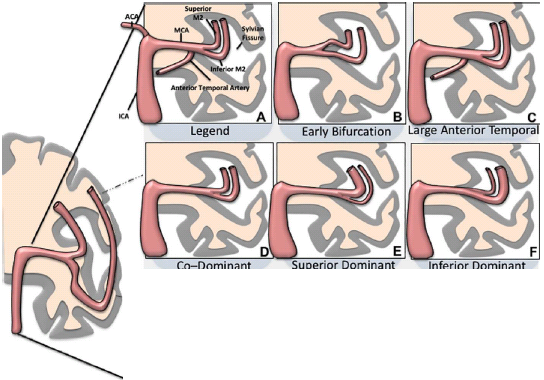 ACA
Superior
M2
MCA
Sylvian
Fissure
Inferior M2
Anterior Temporal Artery
ICA
A
B
C
Legend
Early Bifurcation
Large Anterior Temporal
D
E
F
Co-Dominant
Superior Dominant
Inferior Dominant